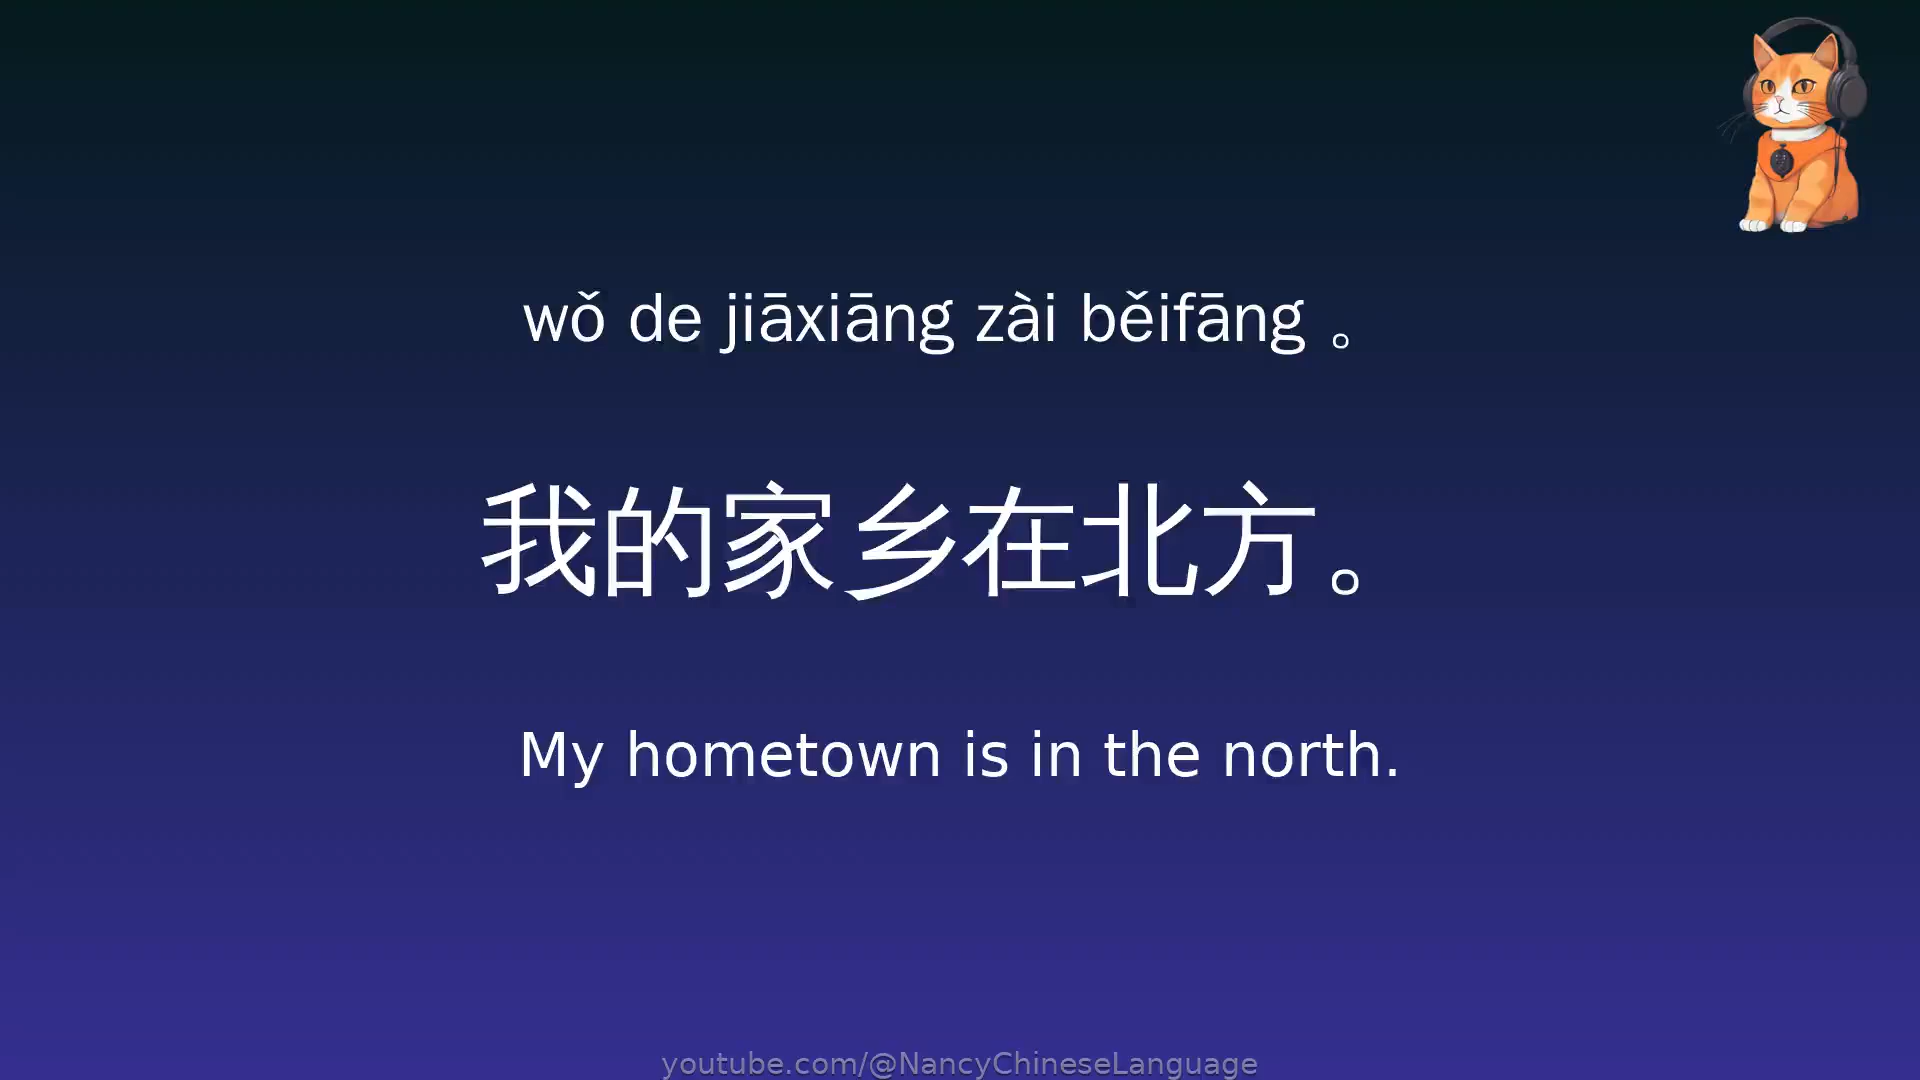 wǒ de jiāxiāng zài běifāng 。
我的家乡在北方。
My hometown is in the north.
youtube.com/@NancyChineseLanguage